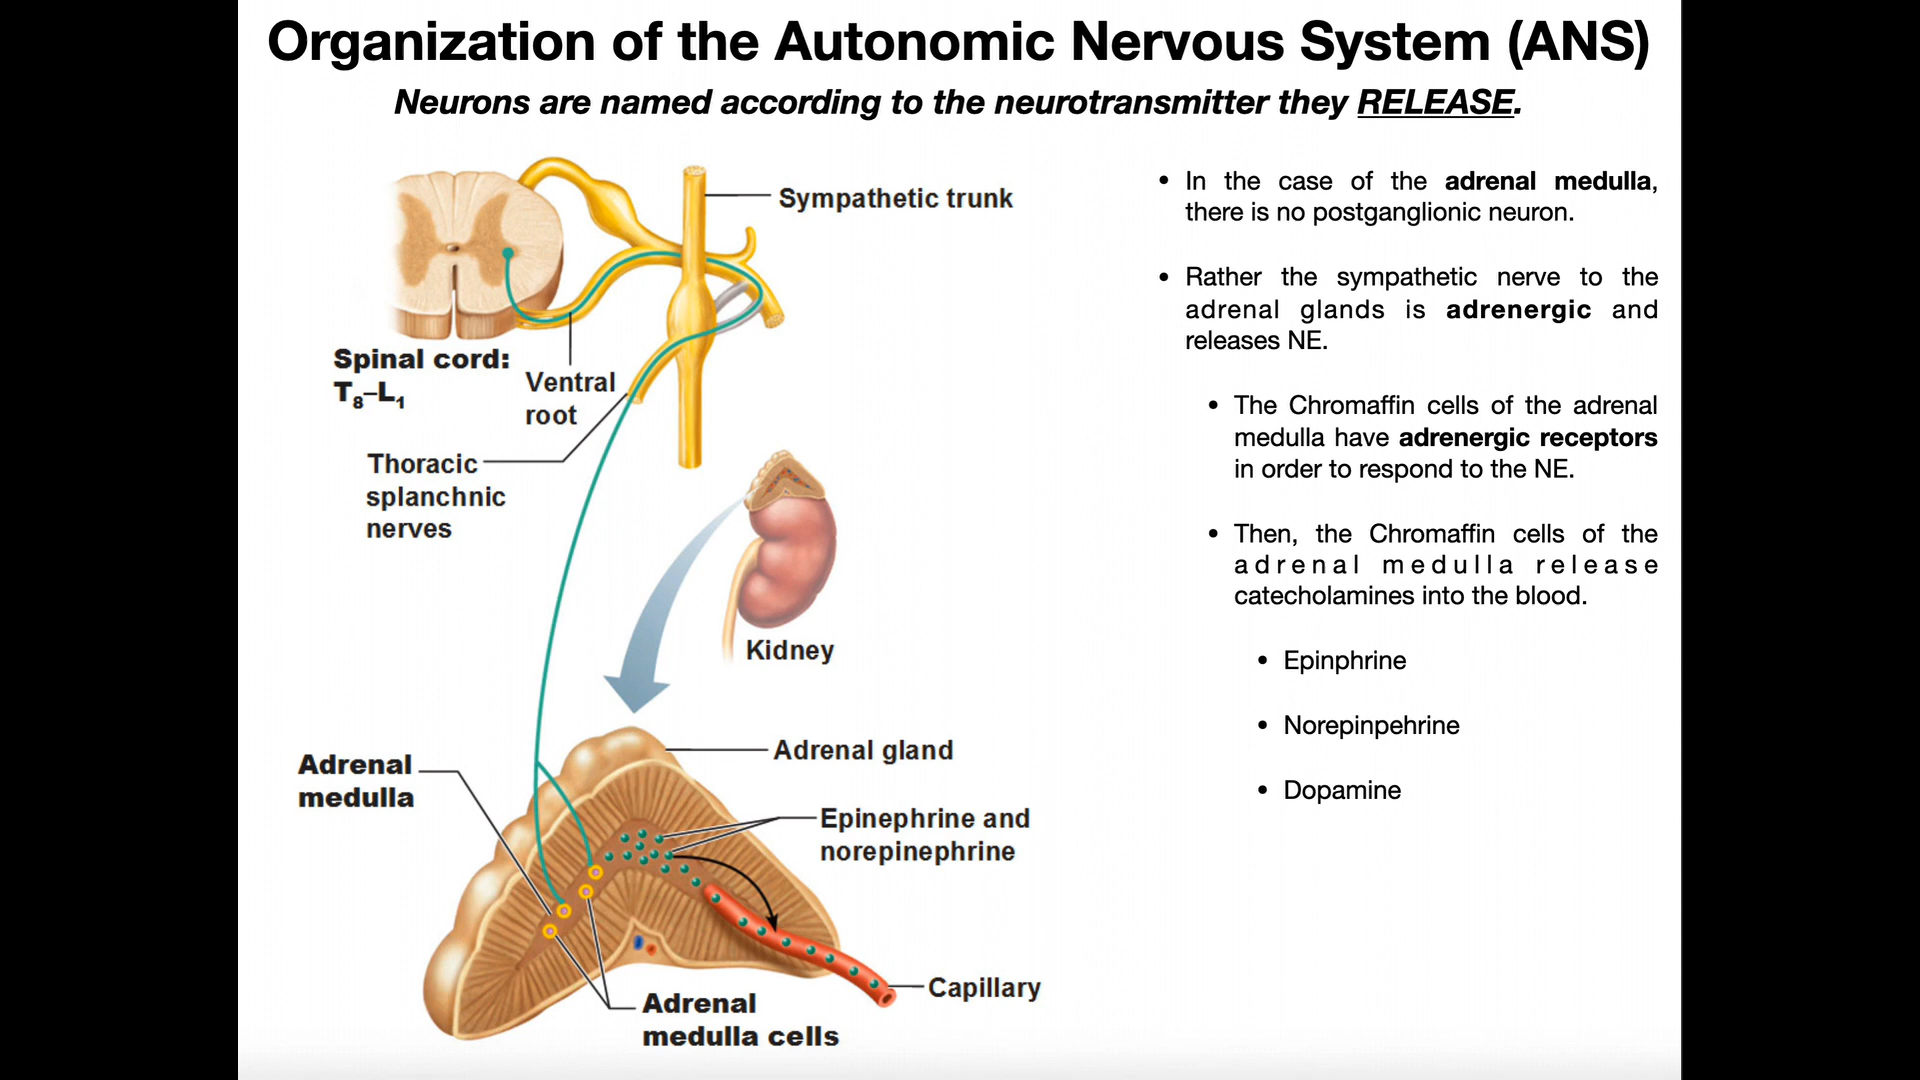 Organization of the Autonomic Nervous System (ANS)
Neurons are named according to the neurotransmitter they RELEASE.
Sympathetic trunk
Spinal cord:
T₈–L₁
Ventral
root
Thoracic
splanchnic
nerves
Kidney
Adrenal gland
Adrenal
medulla
Epinephrine and
norepinephrine
Capillary
Adrenal
medulla cells
• In the case of the adrenal medulla,
there is no postganglionic neuron.
• Rather the sympathetic nerve to the
adrenal glands is adrenergic and
releases NE.
• The Chromaffin cells of the adrenal
medulla have adrenergic receptors
in order to respond to the NE.
• Then, the Chromaffin cells of the
adrenal medulla release
catecholamines into the blood.
• Epinphrine
• Norepinpehrine
• Dopamine